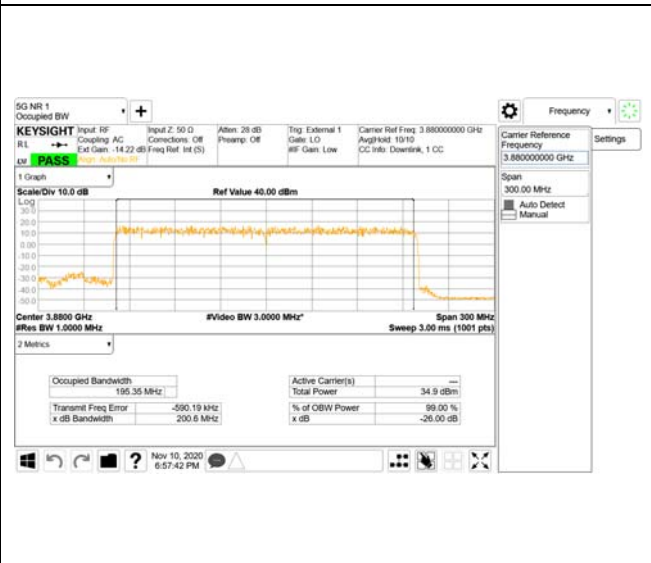 5G NR 1
Occupied BW
Frequency
KEYSIGHT
Input: RF
Input Z: 50 Ω
Atten: 28 dB
Trig: External 1
Carrier Ref Freq: 3.880000000 GHz
RL
Coupling: AC
Corrections: Off
Preamp: Off
Gate: LO
Avg|Hold: 10/10
Ext Gain: -14.22 dB
Freq Ref: Int (S)
#IF Gain: Low
CC Info: Downlink, 1 CC
PASS
Align: Auto/No RF
Carrier Reference
Frequency
3.880000000 GHz
Settings
Span
300.00 MHz
Auto Detect
Manual
1 Graph
Scale/Div 10.0 dB
Ref Value 40.00 dBm
Log
30.0
20.0
10.0
0.00
-10.0
-20.0
-30.0
-40.0
-50.0
Center 3.8800 GHz
#Video BW 3.0000 MHz*
Span 300 MHz
#Res BW 1.0000 MHz
Sweep 3.00 ms (1001 pts)
2 Metrics
Occupied Bandwidth
195.35 MHz
Active Carrier(s)
---
Total Power
34.9 dBm
Transmit Freq Error
-590.19 kHz
% of OBW Power
99.00 %
x dB Bandwidth
200.6 MHz
x dB
-26.00 dB
?
Nov 10, 2020
6:57:42 PM